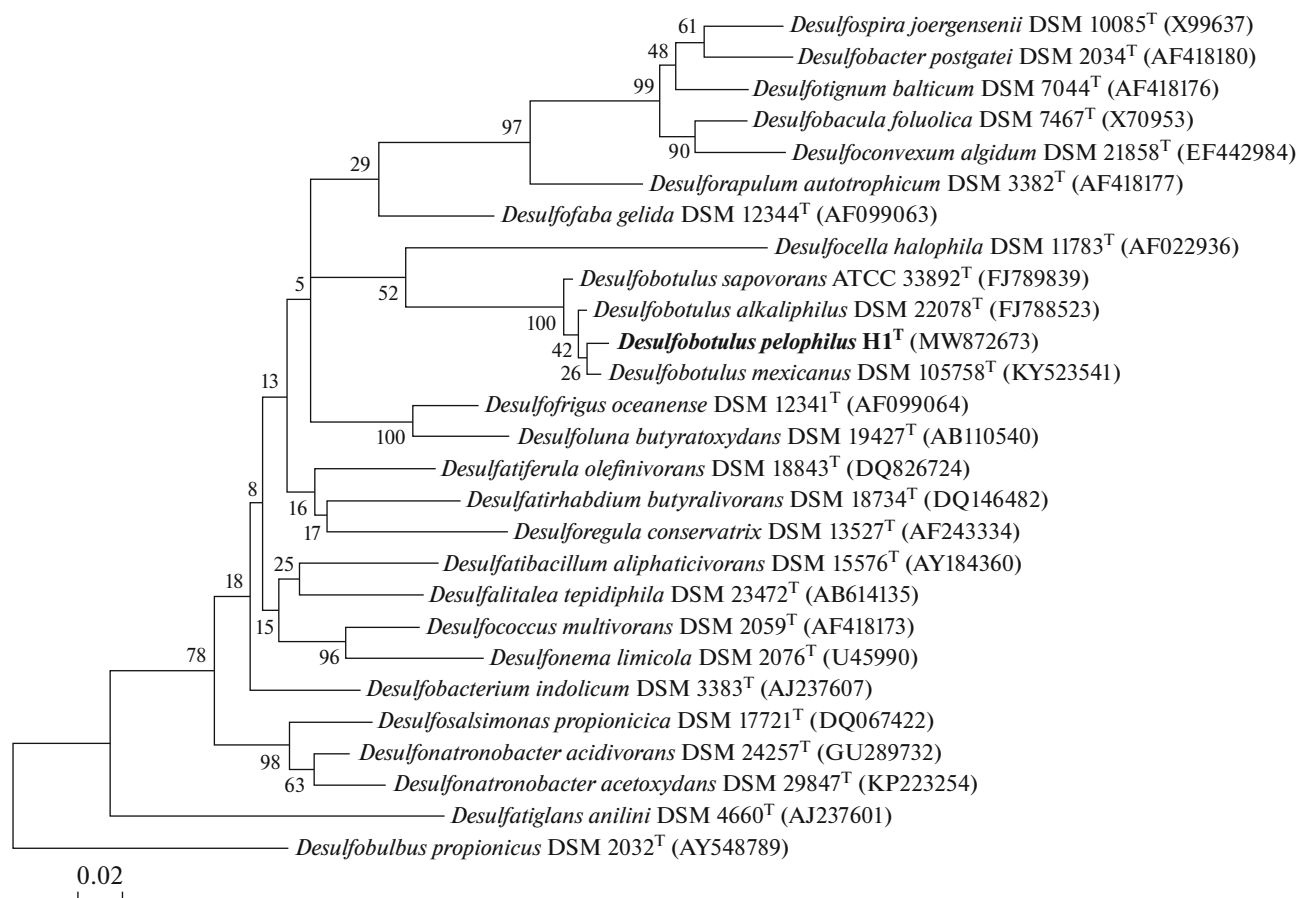 61
Desulfospira joergensenii DSM 10085T (X99637)
48
Desulfobacter postgatei DSM 2034T (AF418180)
99
Desulfotignum balticum DSM 7044T (AF418176)
97
Desulfobacula foluolica DSM 7467T (X70953)
90
Desulfoconvexum algidum DSM 21858T (EF442984)
29
Desulforapulum autotrophicum DSM 3382T (AF418177)
Desulfofaba gelida DSM 12344T (AF099063)
Desulfocella halophila DSM 11783T (AF022936)
5
52
Desulfobotulus sapovorans ATCC 33892T (FJ789839)
100
Desulfobotulus alkaliphilus DSM 22078T (FJ788523)
42
Desulfobotulus pelophilus H1T (MW872673)
26
Desulfobotulus mexicanus DSM 105758T (KY523541)
13
Desulfofrigus oceanense DSM 12341T (AF099064)
100
Desulfoluna butyratoxydans DSM 19427T (AB110540)
Desulfatiferula olefinivorans DSM 18843T (DQ826724)
8
16
Desulfatirhabdium butyralivorans DSM 18734T (DQ146482)
17
Desulforegula conservatrix DSM 13527T (AF243334)
25
Desulfatibacillum aliphaticivorans DSM 15576T (AY184360)
18
Desulfalitalea tepidiphila DSM 23472T (AB614135)
15
Desulfococcus multivorans DSM 2059T (AF418173)
78
96
Desulfonema limicola DSM 2076T (U45990)
Desulfobacterium indolicum DSM 3383T (AJ237607)
Desulfosalsimonas propionicica DSM 17721T (DQ067422)
98
Desulfonatronobacter acidivorans DSM 24257T (GU289732)
63
Desulfonatronobacter acetoxydans DSM 29847T (KP223254)
Desulfatiglans anilini DSM 4660T (AJ237601)
Desulfobulbus propionicus DSM 2032T (AY548789)
0.02